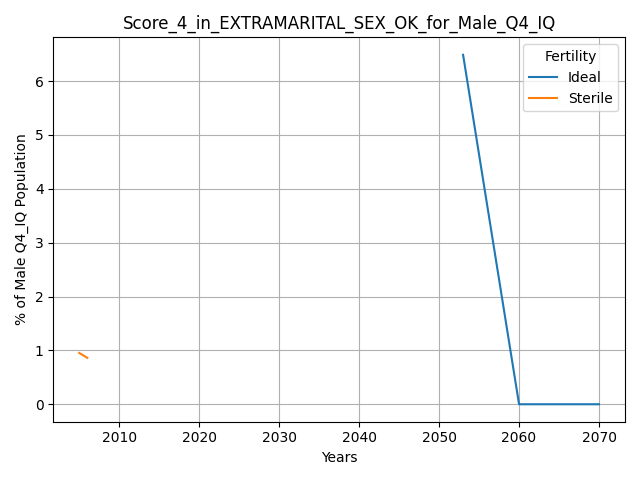 Score_4_in_EXTRAMARITAL_SEX_OK_for_Male_Q4_IQ
Fertility
Ideal
Sterile
% of Male Q4_IQ Population
6
5
4
3
2
1
0
2010 2020 2030 2040 2050 2060 2070
Years